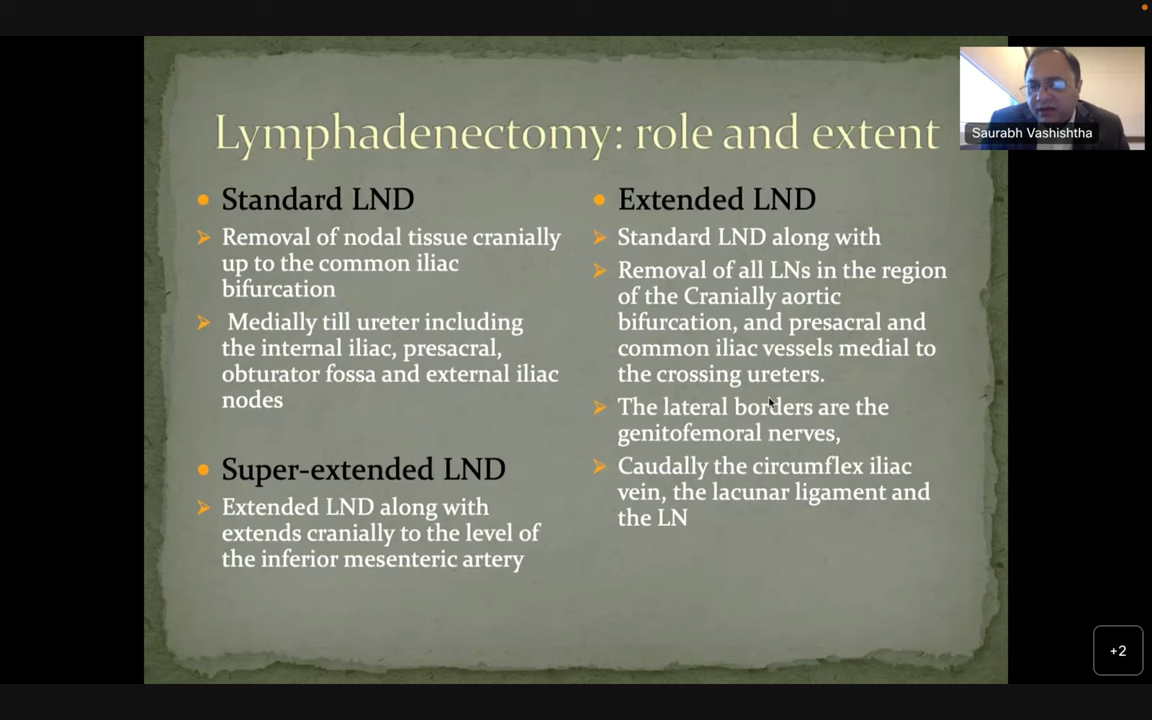 Lymphadenectomy: role and extent
Saurabh Vashishtha
Standard LND
Removal of nodal tissue cranially
up to the common iliac
bifurcation
Medially till ureter including
the internal iliac, presacral,
obturator fossa and external iliac
nodes
Super-extended LND
Extended LND along with
extends cranially to the level of
the inferior mesenteric artery
Extended LND
Standard LND along with
Removal of all LNs in the region
of the Cranially aortic
bifurcation, and presacral and
common iliac vessels medial to
the crossing ureters.
The lateral borders are the
genitofemoral nerves,
Caudally the circumflex iliac
vein, the lacunar ligament and
the LN
+2